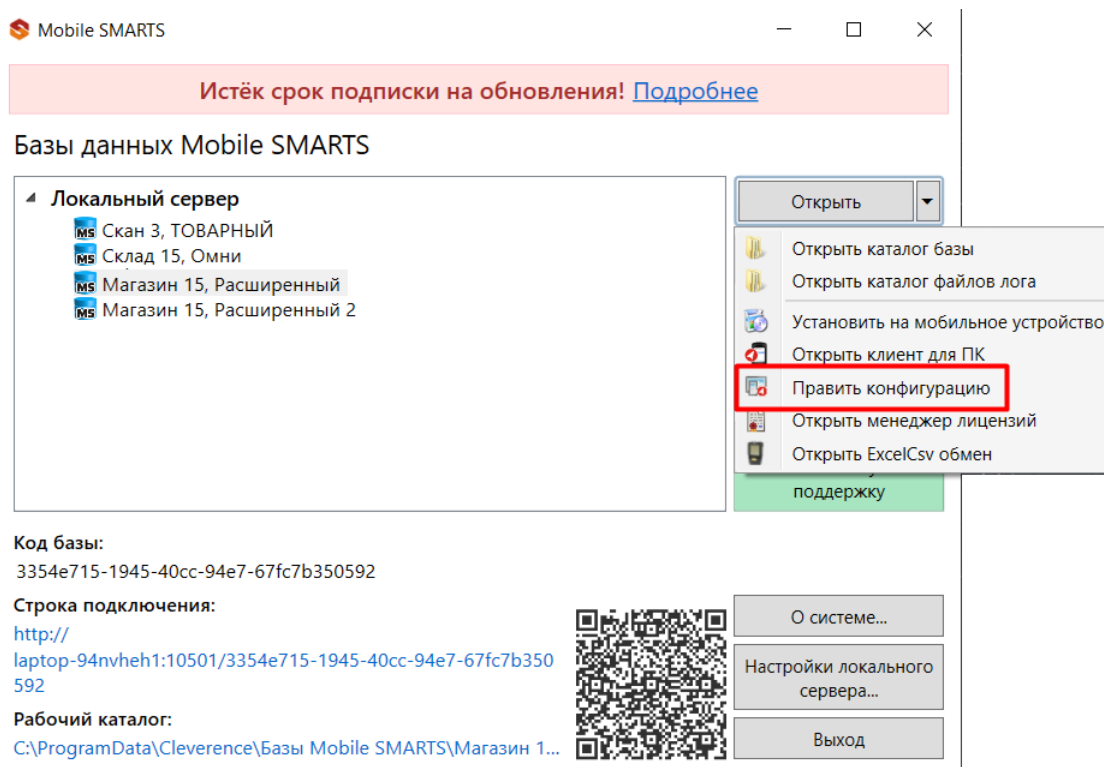 Mobile SMARTS
Истёк срок подписки на обновления! Подробнее
Базы данных Mobile SMARTS
Локальный сервер
MS Скан 3, ТОВАРНЫЙ
MS Склад 15, Омни
MS Магазин 15, Расширенный
MS Магазин 15, Расширенный 2
Открыть
Открыть каталог базы
Открыть каталог файлов лога
Установить на мобильное устройство
Открыть клиент для ПК
Править конфигурацию
Открыть менеджер лицензий
Открыть ExcelCsv обмен
поддержку
Код базы:
3354e715-1945-40cc-94e7-67fc7b350592
Строка подключения:
http://
laptop-94nvheh1:10501/3354e715-1945-40cc-94e7-67fc7b350
592
Рабочий каталог:
C:\ProgramData\Cleverence\Базы Mobile SMARTS\Магазин 1...
О системе...
Настройки локального
сервера...
Выход